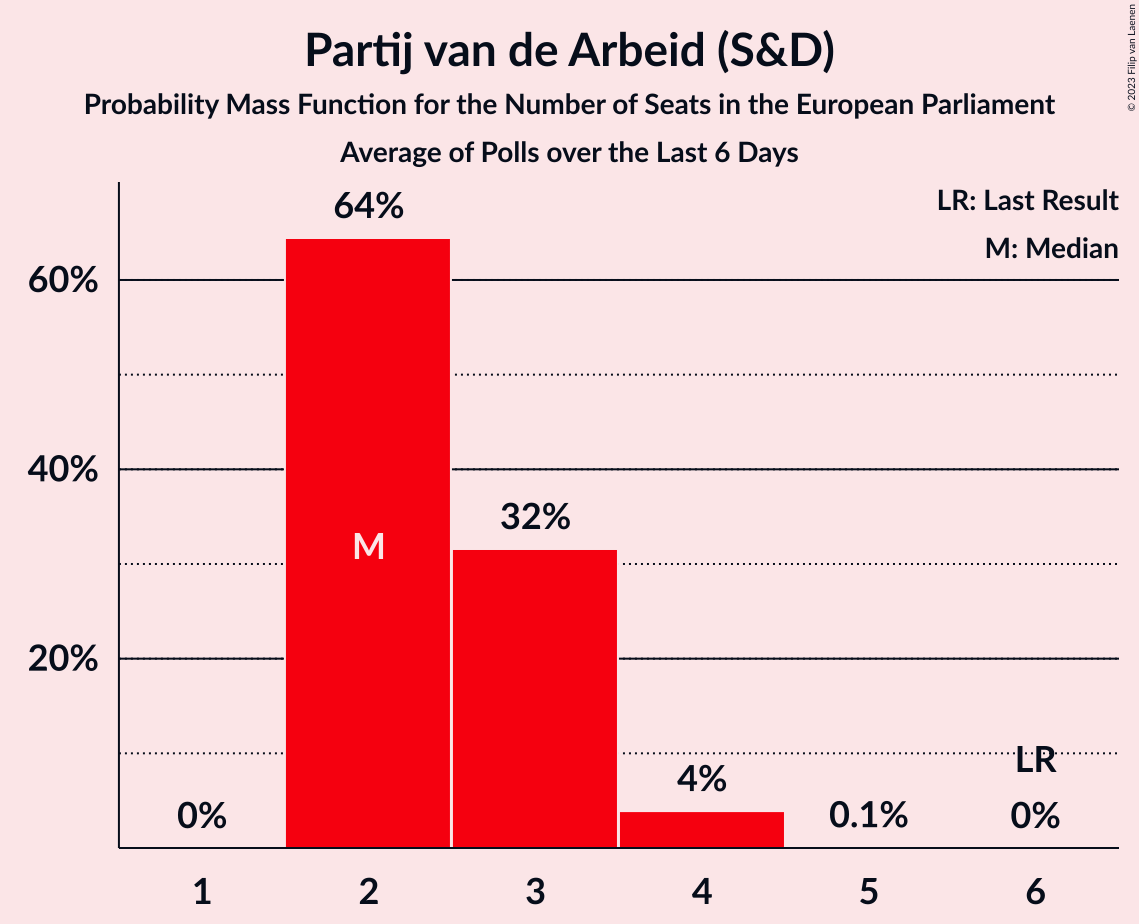 Partij van de Arbeid (S&D)
Probability Mass Function for the Number of Seats in the European Parliament
Average of Polls over the Last 6 Days
© 2023 Filip van Laenen
LR: Last Result
M: Median
64%
60%
40%
32%
M
20%
LR
4%
0%
0.1%
0%
1 2 3 4 5 6